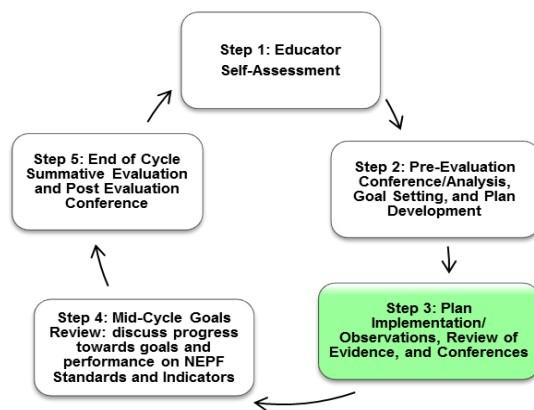 Step 1: Educator
Self-Assessment
Step 2: Pre-Evaluation
Conference/Analysis,
Goal Setting, and Plan
Development
Step 3: Plan
Implementation/
Observations, Review of
Evidence, and Conferences
Step 4: Mid-Cycle Goals
Review: discuss progress
towards goals and
performance on NEPF
Standards and Indicators
Step 5: End of Cycle
Summative Evaluation
and Post Evaluation
Conference